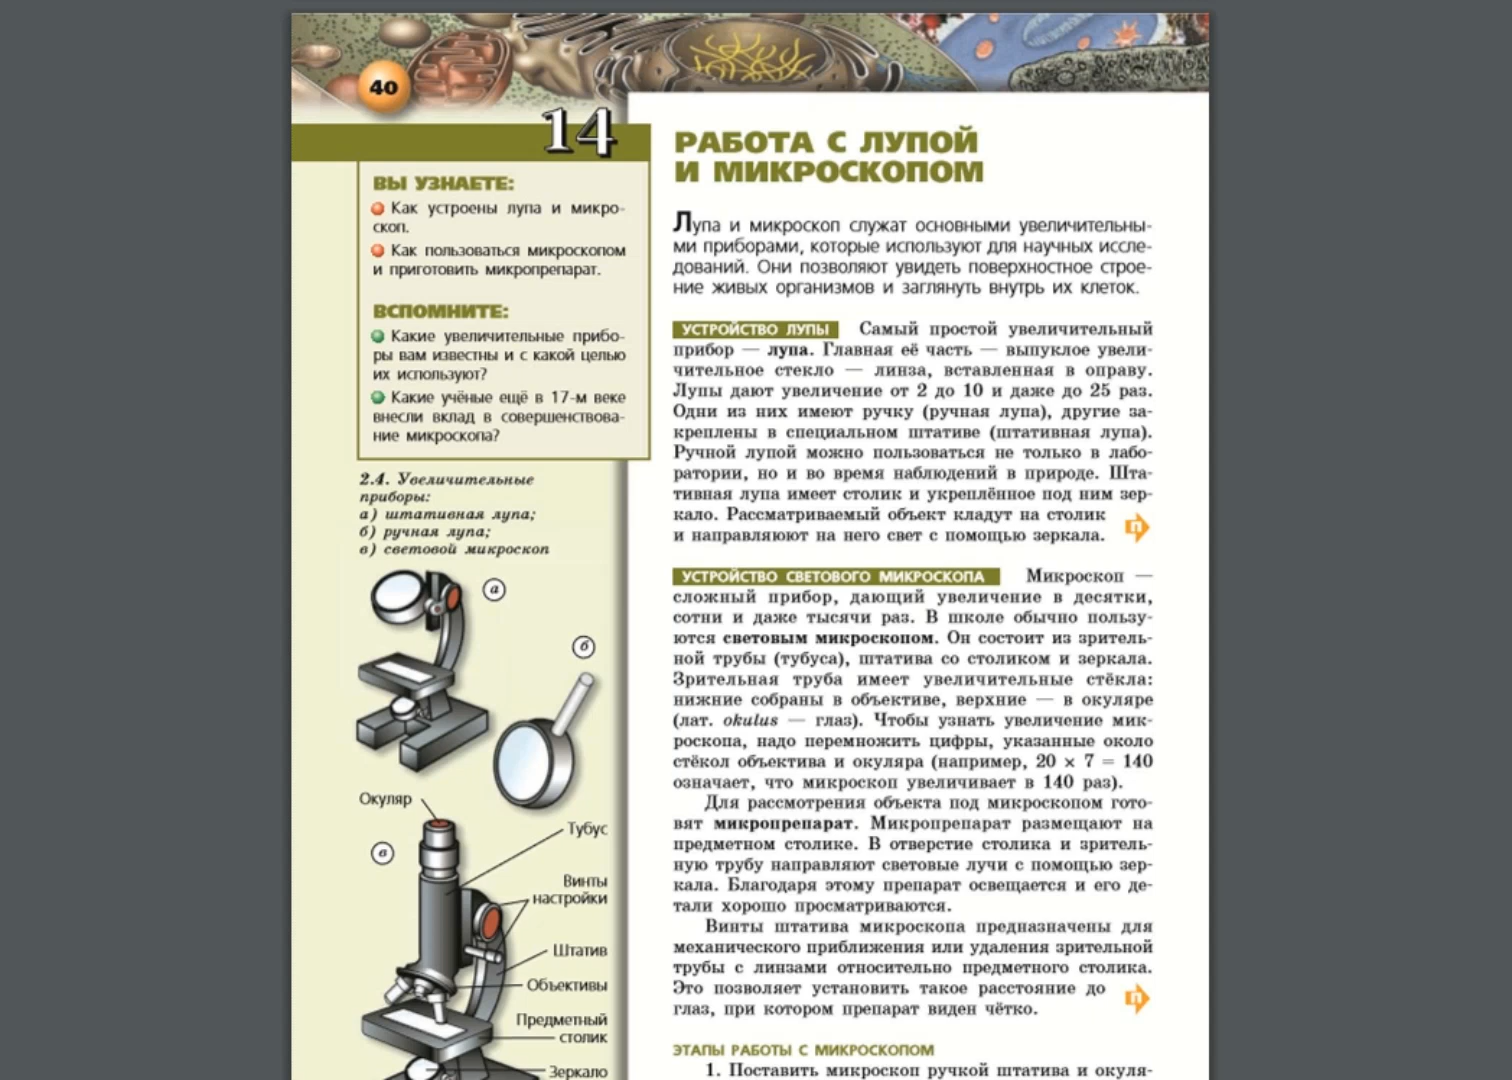 40
14
РАБОТА С ЛУПОЙ
И МИКРОСКОПОМ
ВЫ УЗНАЕТЕ:
Как устроены лупа и микро-
скоп.
Как пользоваться микроскопом
и приготовить микропрепарат.
ВСПОМНИТЕ:
Какие увеличительные прибо-
ры вам известны и с какой целью
их используют?
Какие учёные ещё в 17-м веке
внесли вклад в совершенствова-
ние микроскопа?
2.4. Увеличительные
приборы:
а) штативная лупа;
б) ручная лупа;
в) световой микроскоп
а
б
Окуляр
Тубус
в
Винты
настройки
Штатив
Объективы
Предметный
столик
Зеркало
Лупа и микроскоп служат основными увеличительны-
ми приборами, которые используют для научных иссле-
дований. Они позволяют увидеть поверхностное строе-
ние живых организмов и заглянуть внутрь их клеток.
УСТРОЙСТВО ЛУПЫ Самый простой увеличительный
прибор — лупа. Главная её часть — выпуклое увели-
чительное стекло — линза, вставленная в оправу.
Лупы дают увеличение от 2 до 10 и даже до 25 раз.
Одни из них имеют ручку (ручная лупа), другие за-
креплены в специальном штативе (штативная лупа).
Ручной лупой можно пользоваться не только в лабо-
ратории, но и во время наблюдений в природе. Шта-
тивная лупа имеет столик и укреплённое под ним зер-
кало. Рассматриваемый объект кладут на столик
и направляюют на него свет с помощью зеркала.
П
УСТРОЙСТВО СВЕТОВОГО МИКРОСКОПА Микроскоп —
сложный прибор, дающий увеличение в десятки,
сотни и даже тысячи раз. В школе обычно пользу-
ются световым микроскопом. Он состоит из зритель-
ной трубы (тубуса), штатива со столиком и зеркала.
Зрительная труба имеет увеличительные стёкла:
нижние собраны в объективе, верхние — в окуляре
(лат. okulus — глаз). Чтобы узнать увеличение мик-
роскопа, надо перемножить цифры, указанные около
стёкол объектива и окуляра (например, 20 × 7 = 140
означает, что микроскоп увеличивает в 140 раз).
Для рассмотрения объекта под микроскопом гото-
вят микропрепарат. Микропрепарат размещают на
предметном столике. В отверстие столика и зритель-
ную трубу направляют световые лучи с помощью зер-
кала. Благодаря этому препарат освещается и его де-
тали хорошо просматриваются.
Винты штатива микроскопа предназначены для
механического приближения или удаления зрительной
трубы с линзами относительно предметного столика.
Это позволяет установить такое расстояние до
глаз, при котором препарат виден чётко.
П
ЭТАПЫ РАБОТЫ С МИКРОСКОПОМ
1. Поставить микроскоп ручкой штатива и окуля-